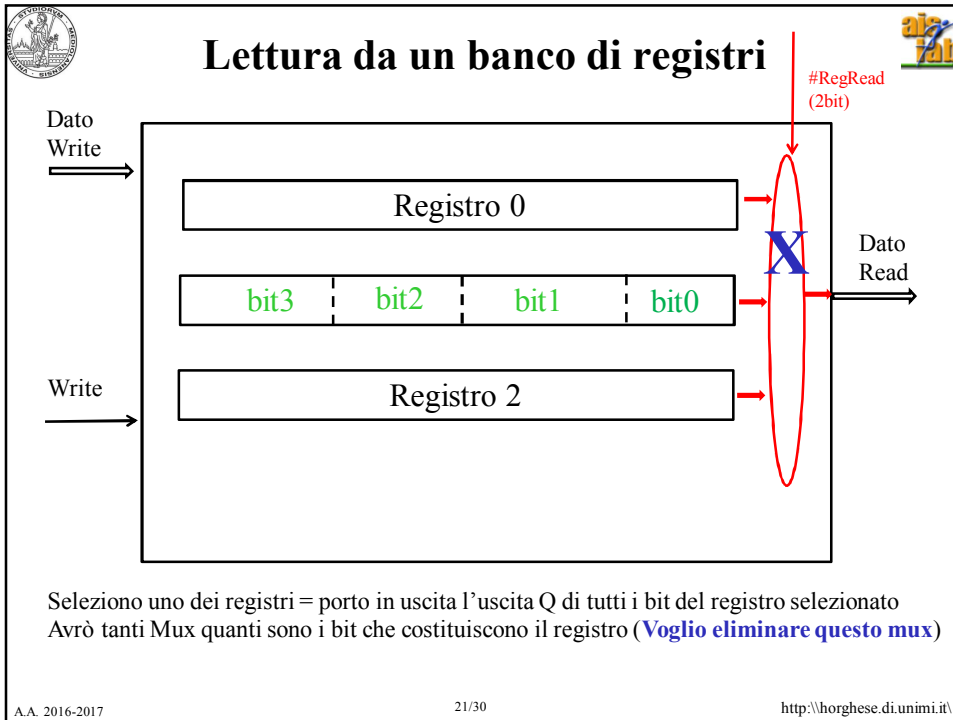 Lettura da un banco di registri
#RegRead
(2bit)
Dato
Write
Registro 0
X
Dato
Read
bit3 bit2 bit1 bit0
Write
Registro 2
Seleziono uno dei registri = porto in uscita l’uscita Q di tutti i bit del registro selezionato
Avrò tanti Mux quanti sono i bit che costituiscono il registro (Voglio eliminare questo mux)
A.A. 2016-2017
21/30
http:\\horghese.di.unimi.it\